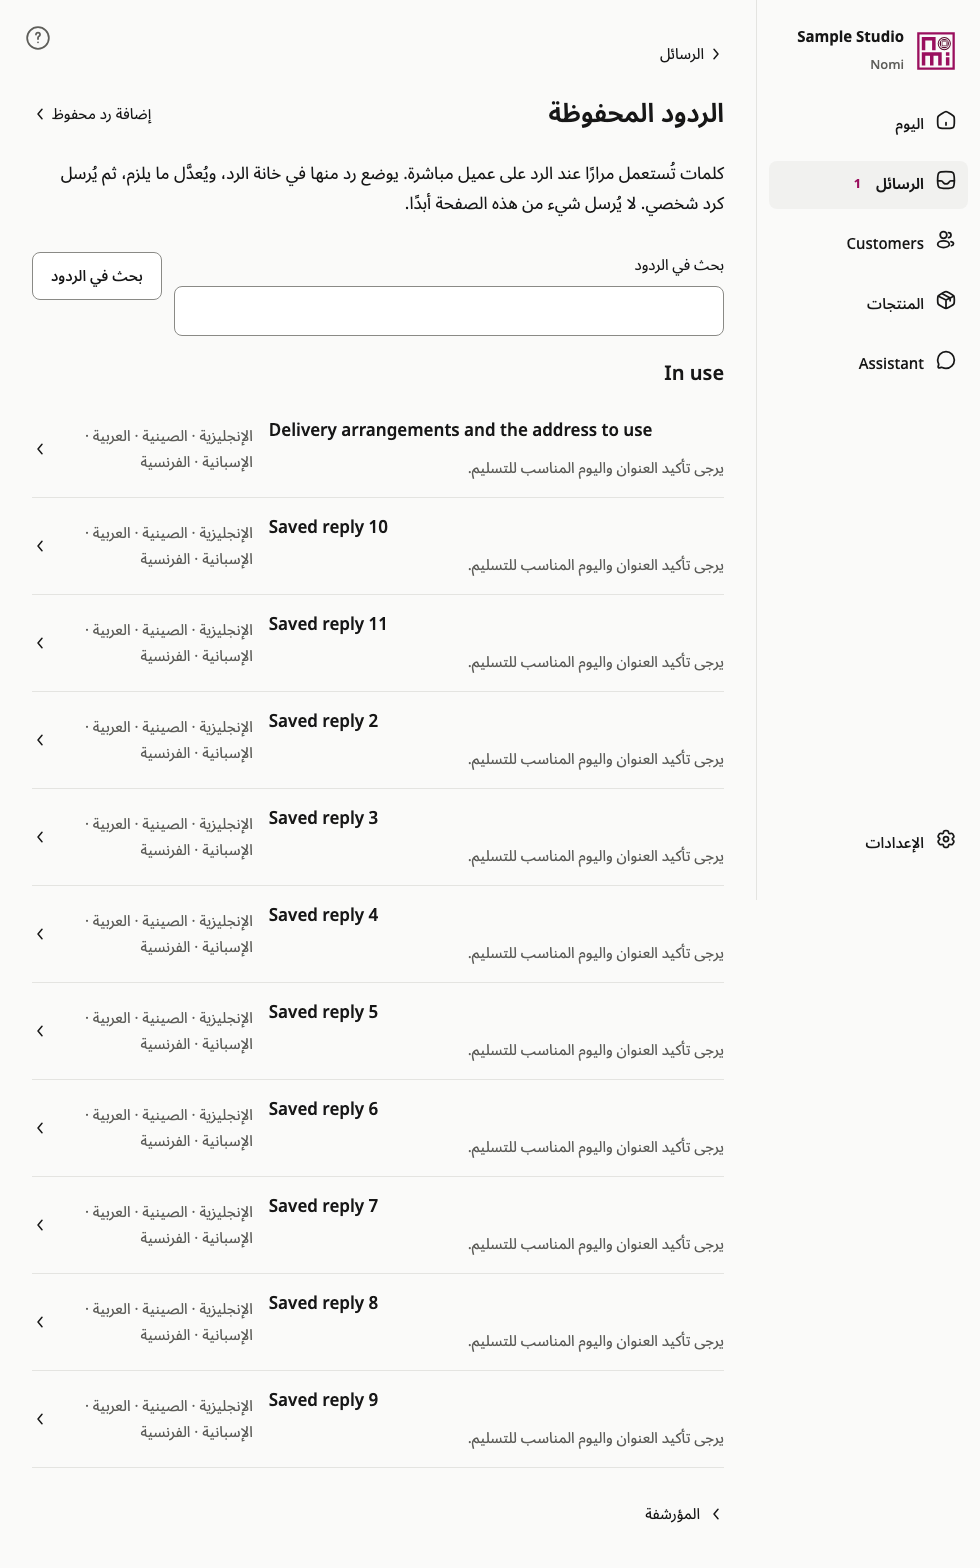 Sample Studio
Nomi
اليوم
الرسائل 1
Customers
المنتجات
Assistant
الإعدادات
الرسائل
الردود المحفوظة
إضافة رد محفوظ
كلمات تُستعمل مرارًا عند الرد على عميل مباشرة. يوضع رد منها في خانة الرد، ويُعدَّل ما يلزم، ثم يُرسل
كرد شخصي. لا يُرسل شيء من هذه الصفحة أبدًا.
بحث في الردود
بحث في الردود
In use
Delivery arrangements and the address to use
يرجى تأكيد العنوان واليوم المناسب للتسليم.
الإنجليزية · الصينية · العربية ·
الإسبانية · الفرنسية
Saved reply 10
يرجى تأكيد العنوان واليوم المناسب للتسليم.
الإنجليزية · الصينية · العربية ·
الإسبانية · الفرنسية
Saved reply 11
يرجى تأكيد العنوان واليوم المناسب للتسليم.
الإنجليزية · الصينية · العربية ·
الإسبانية · الفرنسية
Saved reply 2
يرجى تأكيد العنوان واليوم المناسب للتسليم.
الإنجليزية · الصينية · العربية ·
الإسبانية · الفرنسية
Saved reply 3
يرجى تأكيد العنوان واليوم المناسب للتسليم.
الإنجليزية · الصينية · العربية ·
الإسبانية · الفرنسية
Saved reply 4
يرجى تأكيد العنوان واليوم المناسب للتسليم.
الإنجليزية · الصينية · العربية ·
الإسبانية · الفرنسية
Saved reply 5
يرجى تأكيد العنوان واليوم المناسب للتسليم.
الإنجليزية · الصينية · العربية ·
الإسبانية · الفرنسية
Saved reply 6
يرجى تأكيد العنوان واليوم المناسب للتسليم.
الإنجليزية · الصينية · العربية ·
الإسبانية · الفرنسية
Saved reply 7
يرجى تأكيد العنوان واليوم المناسب للتسليم.
الإنجليزية · الصينية · العربية ·
الإسبانية · الفرنسية
Saved reply 8
يرجى تأكيد العنوان واليوم المناسب للتسليم.
الإنجليزية · الصينية · العربية ·
الإسبانية · الفرنسية
Saved reply 9
يرجى تأكيد العنوان واليوم المناسب للتسليم.
الإنجليزية · الصينية · العربية ·
الإسبانية · الفرنسية
المؤرشفة